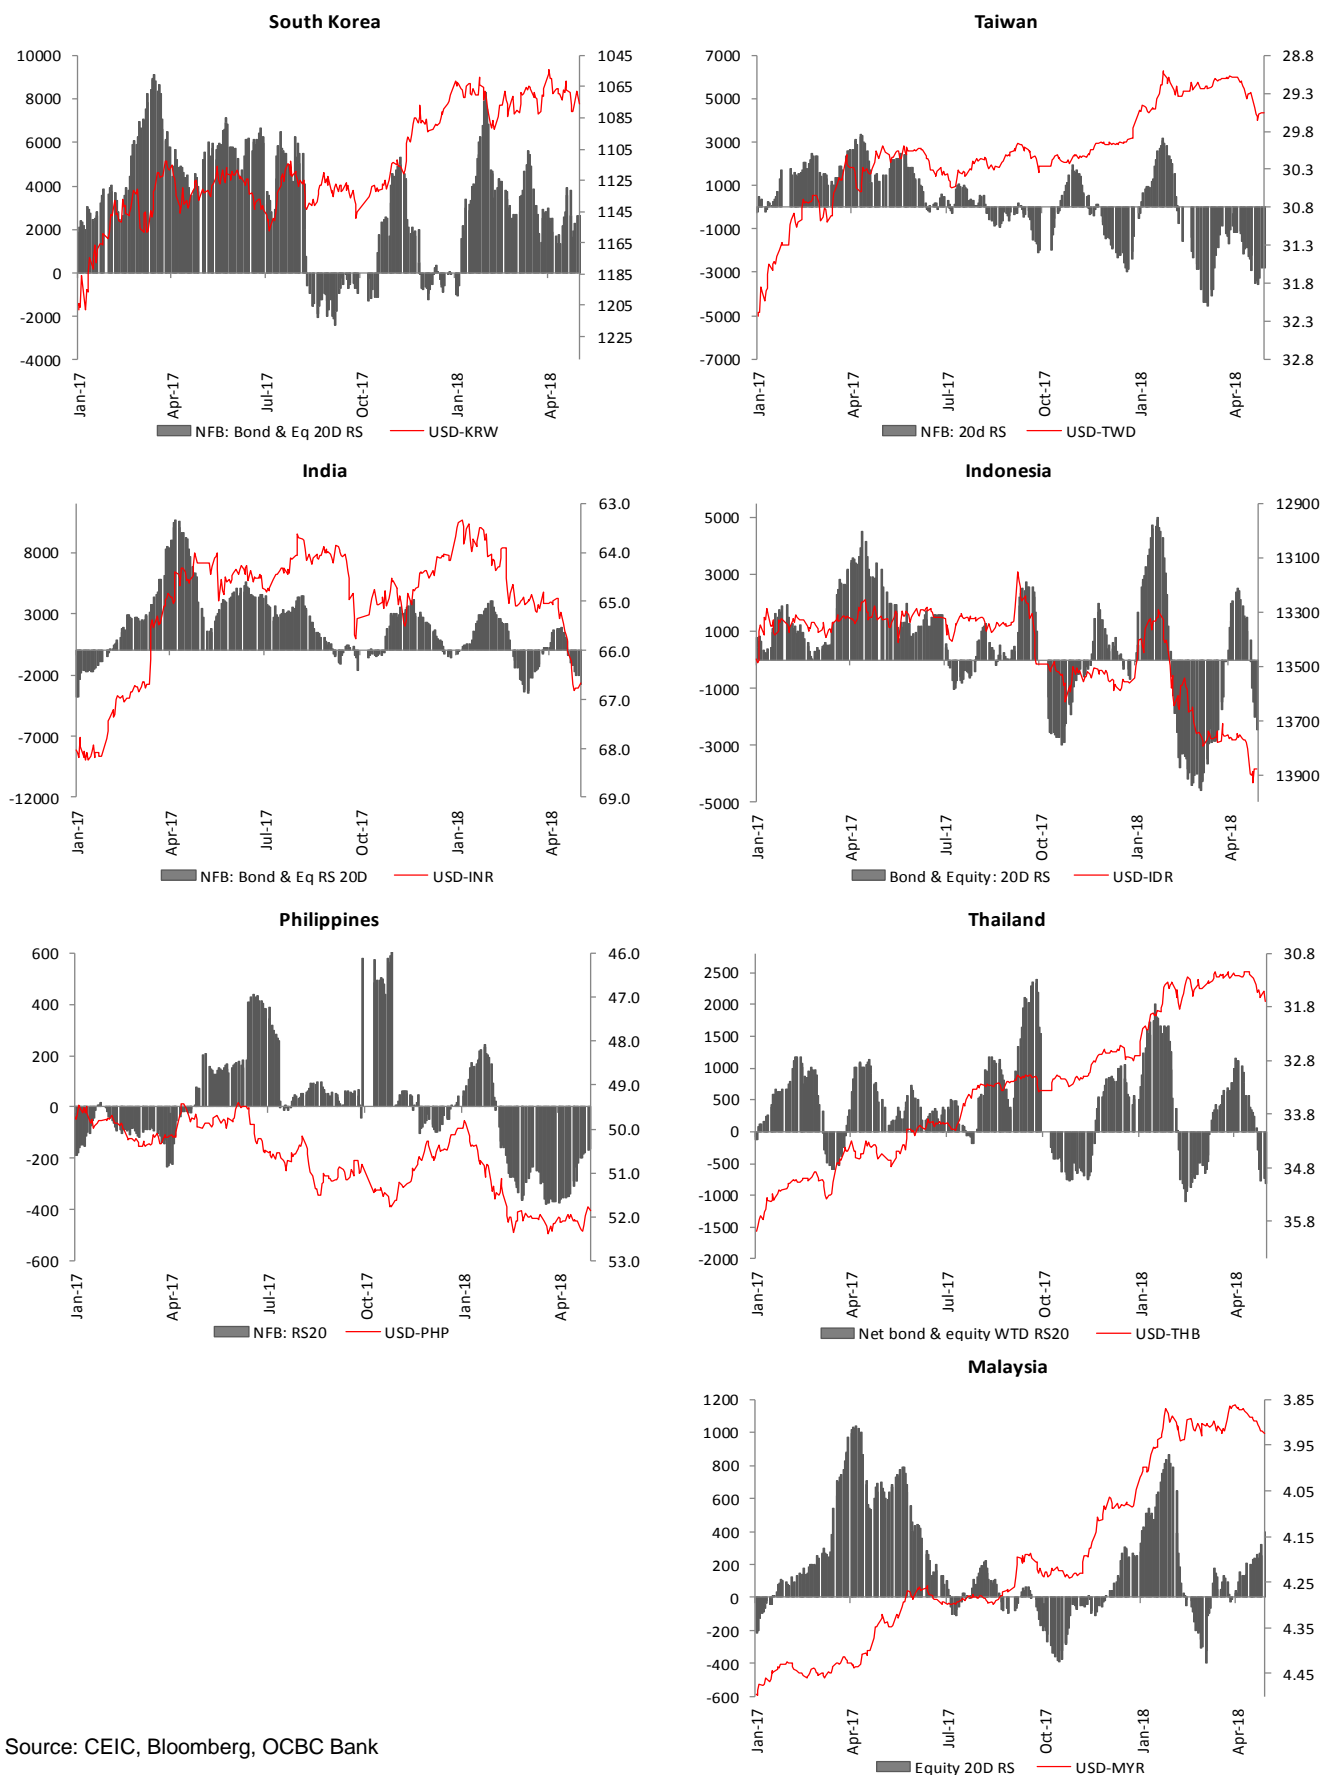 South Korea
10000
8000
6000
4000
2000
0
-2000
-4000
1045
1065
1085
1105
1125
1145
1165
1185
1205
1225
Jan-17
Apr-17
Jul-17
Oct-17
Jan-18
Apr-18
NFB: Bond & Eq 20D RS
USD-KRW
Taiwan
7000
5000
3000
1000
-1000
-3000
-5000
-7000
28.8
29.3
29.8
30.3
30.8
31.3
31.8
32.3
32.8
Jan-17
Apr-17
Jul-17
Oct-17
Jan-18
Apr-18
NFB: 20d RS
USD-TWD
India
8000
3000
-2000
-7000
-12000
63.0
64.0
65.0
66.0
67.0
68.0
69.0
Jan-17
Apr-17
Jul-17
Oct-17
Jan-18
Apr-18
NFB: Bond & Eq RS 20D
USD-INR
Indonesia
5000
3000
1000
-1000
-3000
-5000
12900
13100
13300
13500
13700
13900
Jan-17
Apr-17
Jul-17
Oct-17
Jan-18
Apr-18
Bond & Equity: 20D RS
USD-IDR
Philippines
600
400
200
0
-200
-400
-600
46.0
47.0
48.0
49.0
50.0
51.0
52.0
53.0
Jan-17
Apr-17
Jul-17
Oct-17
Jan-18
Apr-18
NFB: RS20
USD-PHP
Thailand
2500
2000
1500
1000
500
0
-500
-1000
-1500
-2000
30.8
31.8
32.8
33.8
34.8
35.8
Jan-17
Apr-17
Jul-17
Oct-17
Jan-18
Apr-18
Net bond & equity WTD RS20
USD-THB
Malaysia
1200
1000
800
600
400
200
0
-200
-400
-600
3.85
3.95
4.05
4.15
4.25
4.35
4.45
Jan-17
Apr-17
Jul-17
Oct-17
Jan-18
Apr-18
Equity 20D RS
USD-MYR
Source: CEIC, Bloomberg, OCBC Bank